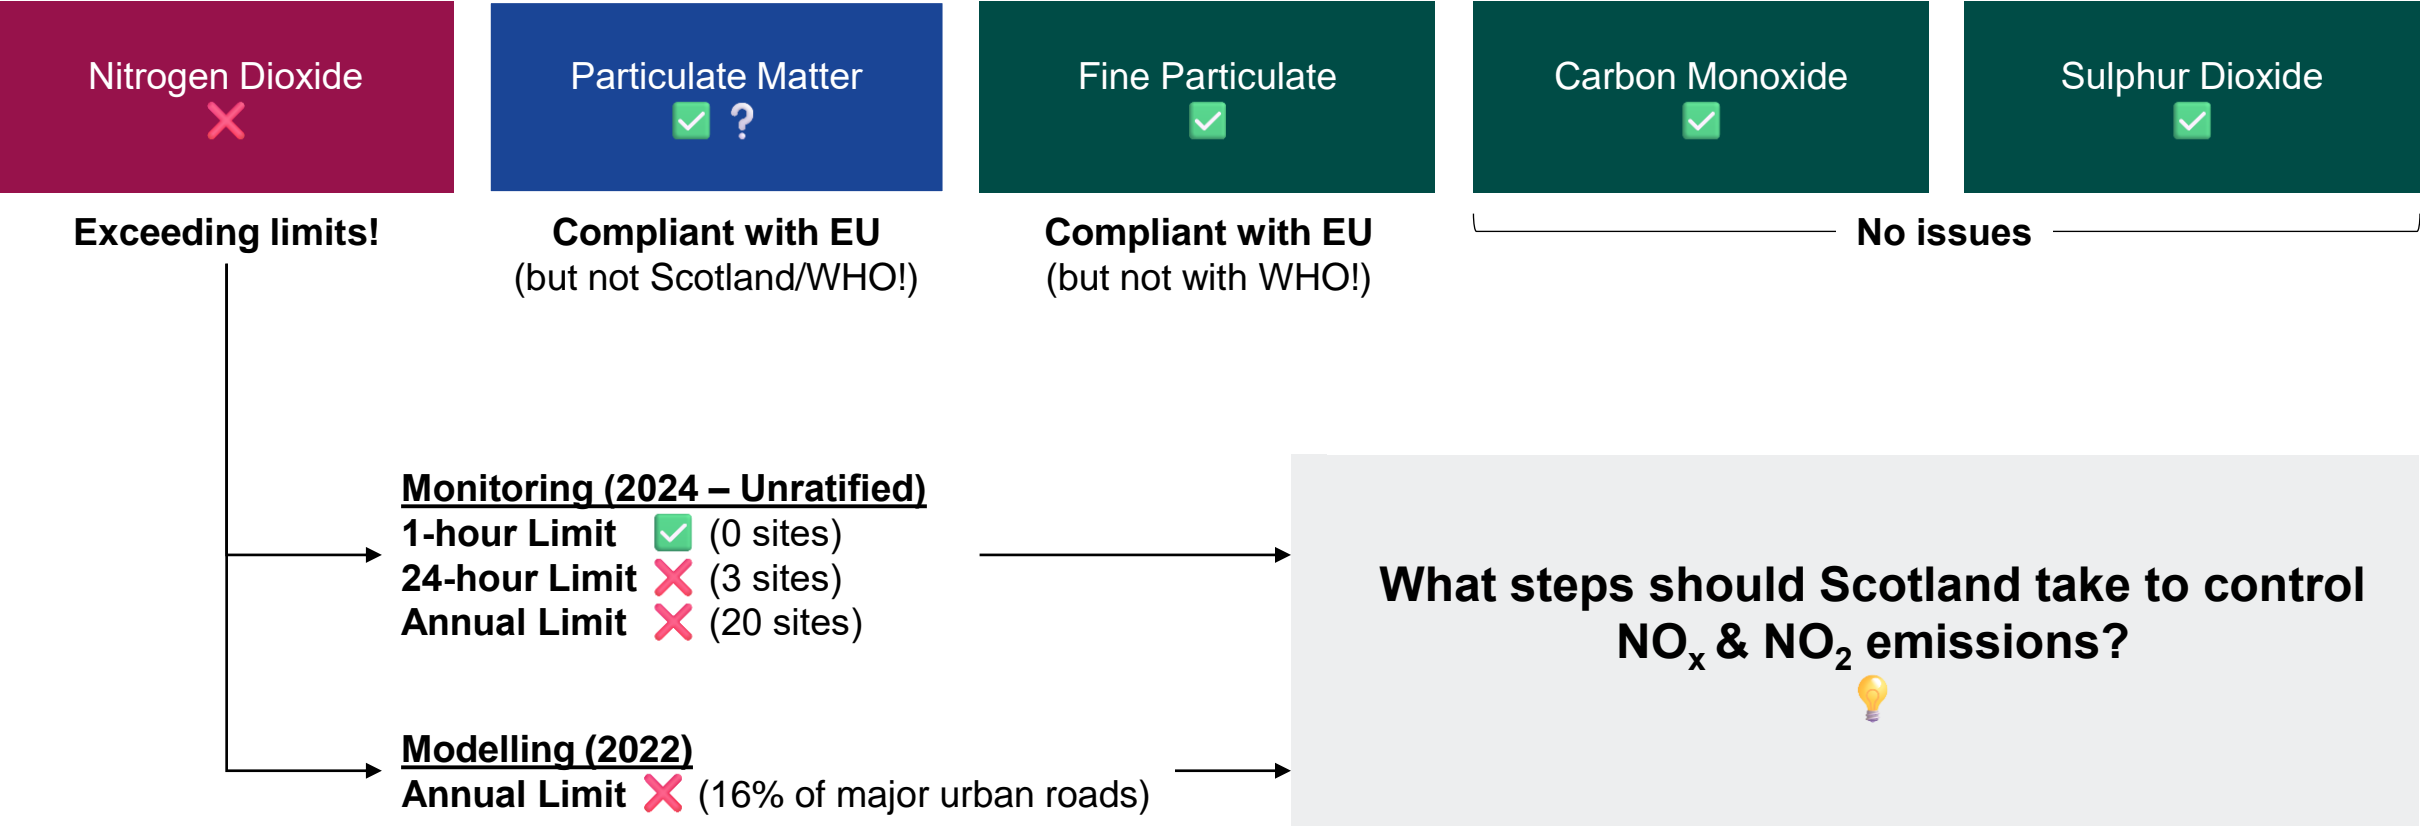 Nitrogen Dioxide
❌
Particulate Matter
✅ ❔
Fine Particulate
✅
Carbon Monoxide
✅
Sulphur Dioxide
✅
Exceeding limits!
Compliant with EU
(but not Scotland/WHO!)
Compliant with EU
(but not with WHO!)
No issues
Monitoring (2024 – Unratified)
1-hour Limit ✅ (0 sites)
24-hour Limit ❌ (3 sites)
Annual Limit ❌ (20 sites)
Modelling (2022)
Annual Limit ❌ (16% of major urban roads)
What steps should Scotland take to control
NOₓ & NO₂ emissions?
💡